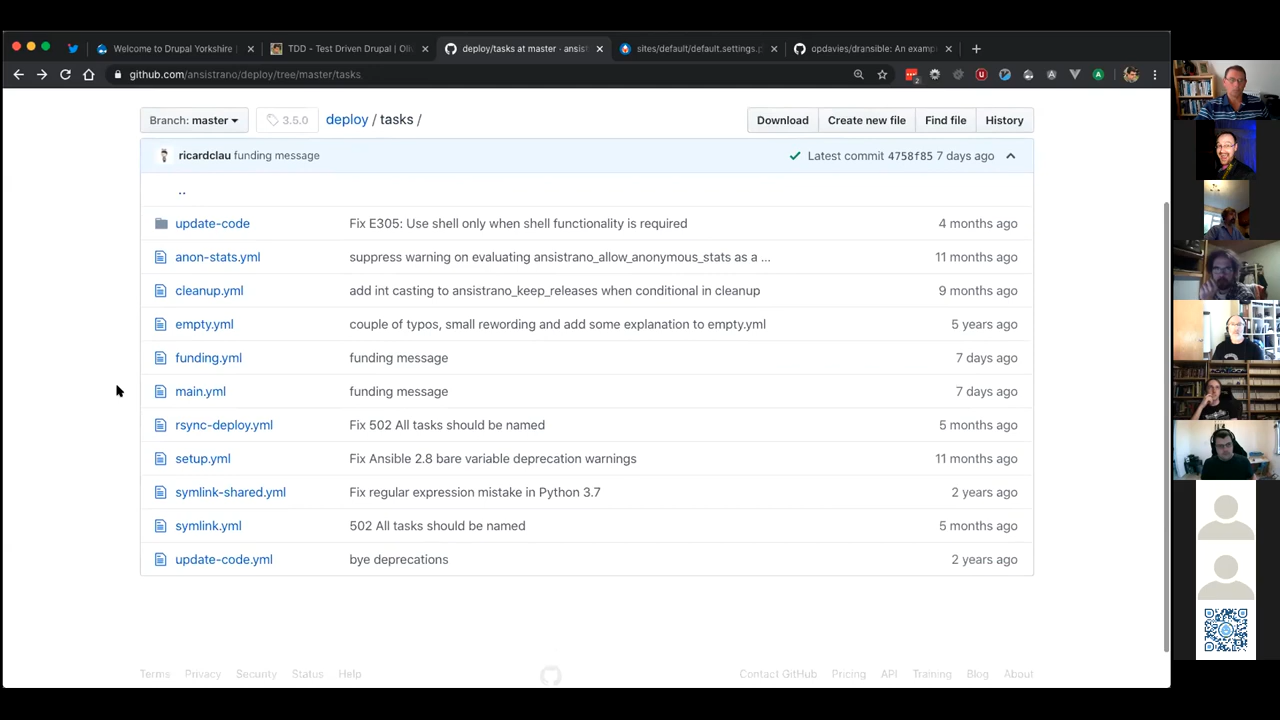 Welcome to Drupal Yorkshire
TDD - Test Driven Drupal | Oliv
deploy/tasks at master · ansist
sites/default/default.settings.p
opdavies/dransible: An examp
github.com/ansistrano/deploy/tree/master/tasks
2
Branch: master
3.5.0
deploy / tasks /
Download
Create new file
Find file
History
ricardclau funding message
Latest commit 4758f85 7 days ago
..
update-code Fix E305: Use shell only when shell functionality is required 4 months ago
anon-stats.yml suppress warning on evaluating ansistrano_allow_anonymous_stats as a ... 11 months ago
cleanup.yml add int casting to ansistrano_keep_releases when conditional in cleanup 9 months ago
empty.yml couple of typos, small rewording and add some explanation to empty.yml 5 years ago
funding.yml funding message 7 days ago
main.yml funding message 7 days ago
rsync-deploy.yml Fix 502 All tasks should be named 5 months ago
setup.yml Fix Ansible 2.8 bare variable deprecation warnings 11 months ago
symlink-shared.yml Fix regular expression mistake in Python 3.7 2 years ago
symlink.yml 502 All tasks should be named 5 months ago
update-code.yml bye deprecations 2 years ago
Terms Privacy Security Status Help Contact GitHub Pricing API Training Blog About